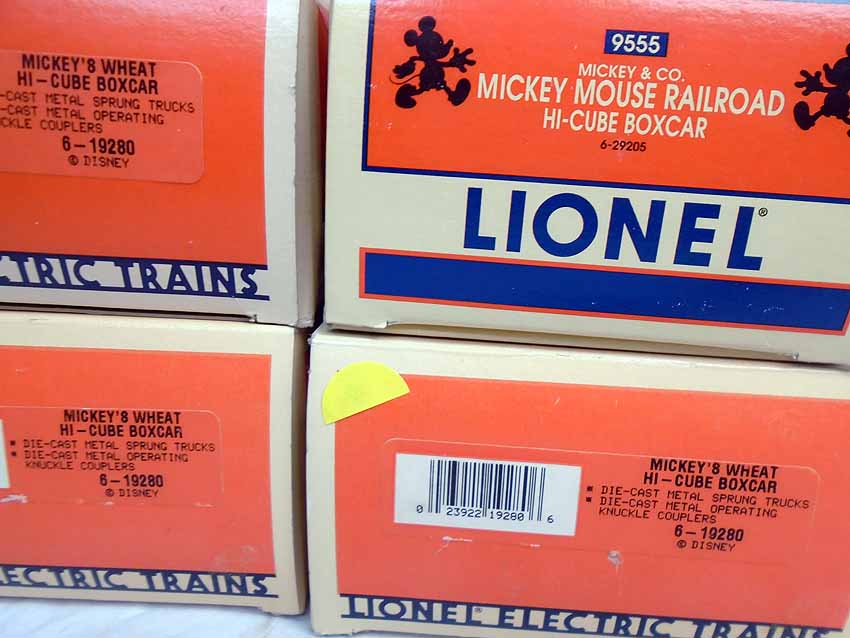 MICKEY'8 WHEAT
HI-CUBE BOXCAR
-CAST METAL SPRUNG TRUCKS
-CAST METAL OPERATING
CKLE COUPLERS
6-19280
© DISNEY
CTRIC TRAINS
9555
MICKEY & CO.
MICKEY MOUSE RAILROAD
HI-CUBE BOXCAR
6-29205
LIONEL®
MICKEY'8 WHEAT
HI-CUBE BOXCAR
▪ DIE-CAST METAL SPRUNG TRUCKS
▪ DIE-CAST METAL OPERATING
KNUCKLE COUPLERS
6-19280
© DISNEY
ECTRIC TRAINS
0 23922 19280 6
MICKEY'8 WHEAT
HI-CUBE BOXCAR
▪ DIE-CAST METAL SPRUNG TRUCKS
▪ DIE-CAST METAL OPERATING
KNUCKLE COUPLERS
6-19280
© DISNEY
LIONEL® ELECTRIC TRAINS